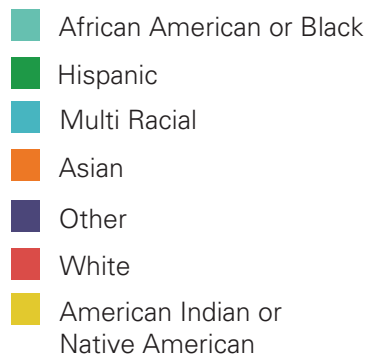 African American or Black
Hispanic
Multi Racial
Asian
Other
White
American Indian or
Native American